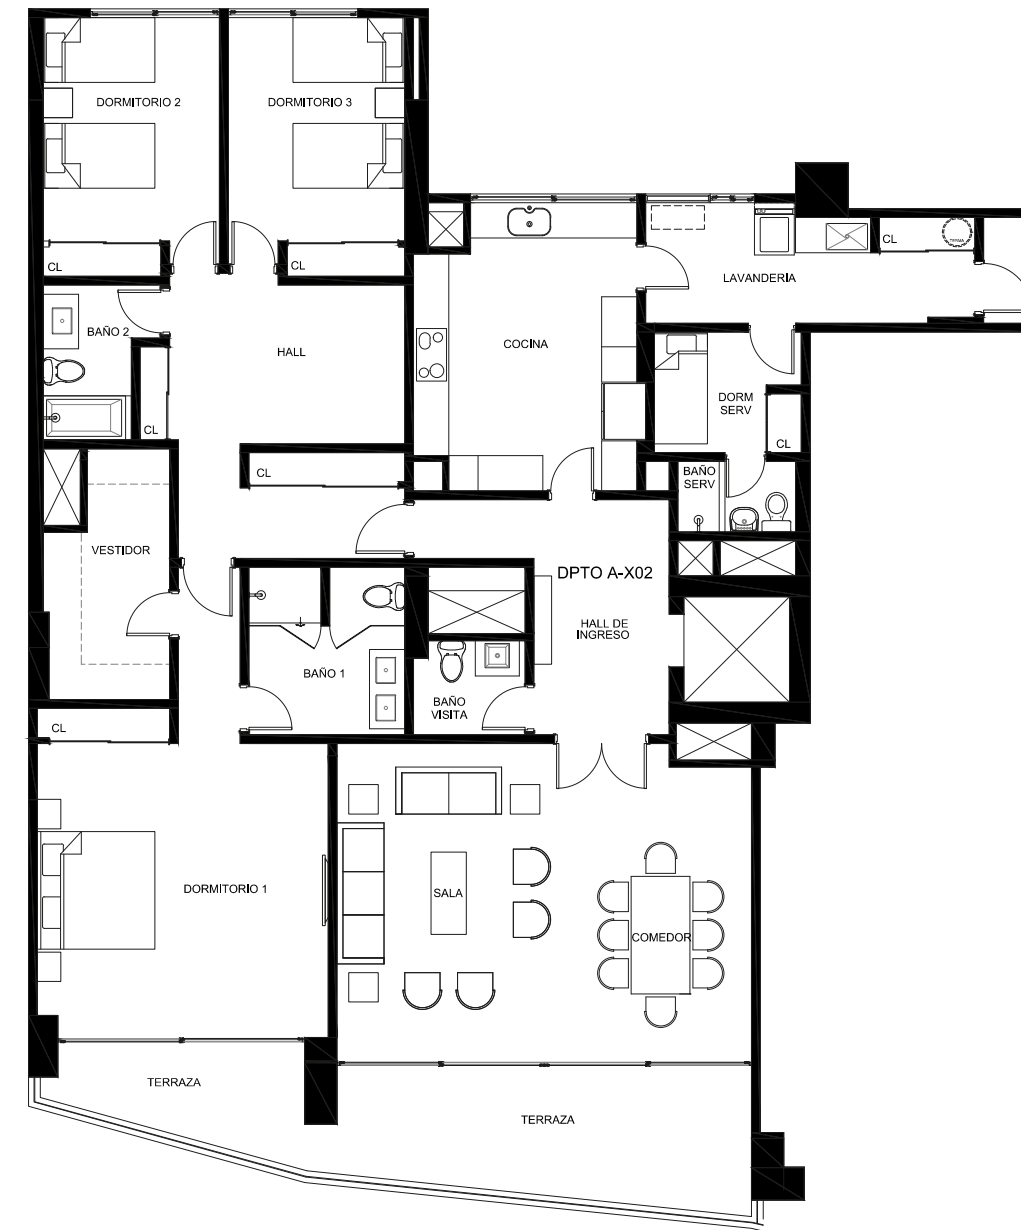 DORMITORIO 2
DORMITORIO 3
CL
CL
CL
LAVANDERIA
BAÑO 2
HALL
COCINA
DORM
SERV
CL
CL
CL
BAÑO
SERV
VESTIDOR
DPTO A-X02
HALL DE
INGRESO
BAÑO 1
BAÑO
VISITA
CL
DORMITORIO 1
SALA
COMEDOR
TERRAZA
TERRAZA